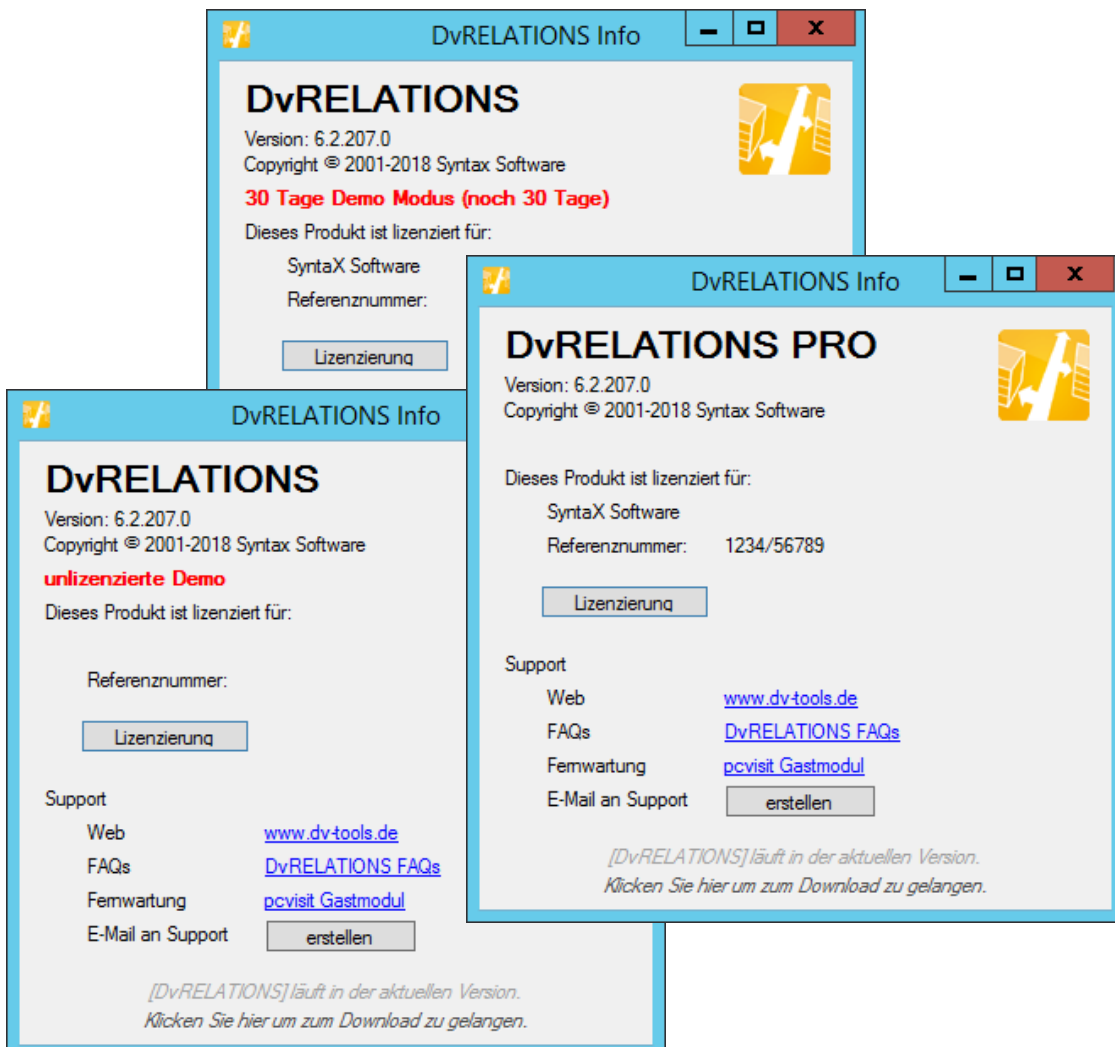 DvRELATIONS Info
DvRELATIONS
Version: 6.2.207.0
Copyright © 2001-2018 Syntax Software
30 Tage Demo Modus (noch 30 Tage)
Dieses Produkt ist lizenziert für:
SyntaX Software
Referenznummer:
Lizenzierung
DvRELATIONS Info
DvRELATIONS PRO
Version: 6.2.207.0
Copyright © 2001-2018 Syntax Software
Dieses Produkt ist lizenziert für:
SyntaX Software
Referenznummer: 1234/56789
Lizenzierung
Support
Web www.dv-tools.de
FAQs DvRELATIONS FAQs
Fernwartung pcvisit Gastmodul
E-Mail an Support erstellen
[DvRELATIONS] läuft in der aktuellen Version.
Klicken Sie hier um zum Download zu gelangen.
DvRELATIONS Info
DvRELATIONS
Version: 6.2.207.0
Copyright © 2001-2018 Syntax Software
unlizenzierte Demo
Dieses Produkt ist lizenziert für:
Referenznummer:
Lizenzierung
Support
Web www.dv-tools.de
FAQs DvRELATIONS FAQs
Fernwartung pcvisit Gastmodul
E-Mail an Support erstellen
[DvRELATIONS] läuft in der aktuellen Version.
Klicken Sie hier um zum Download zu gelangen.